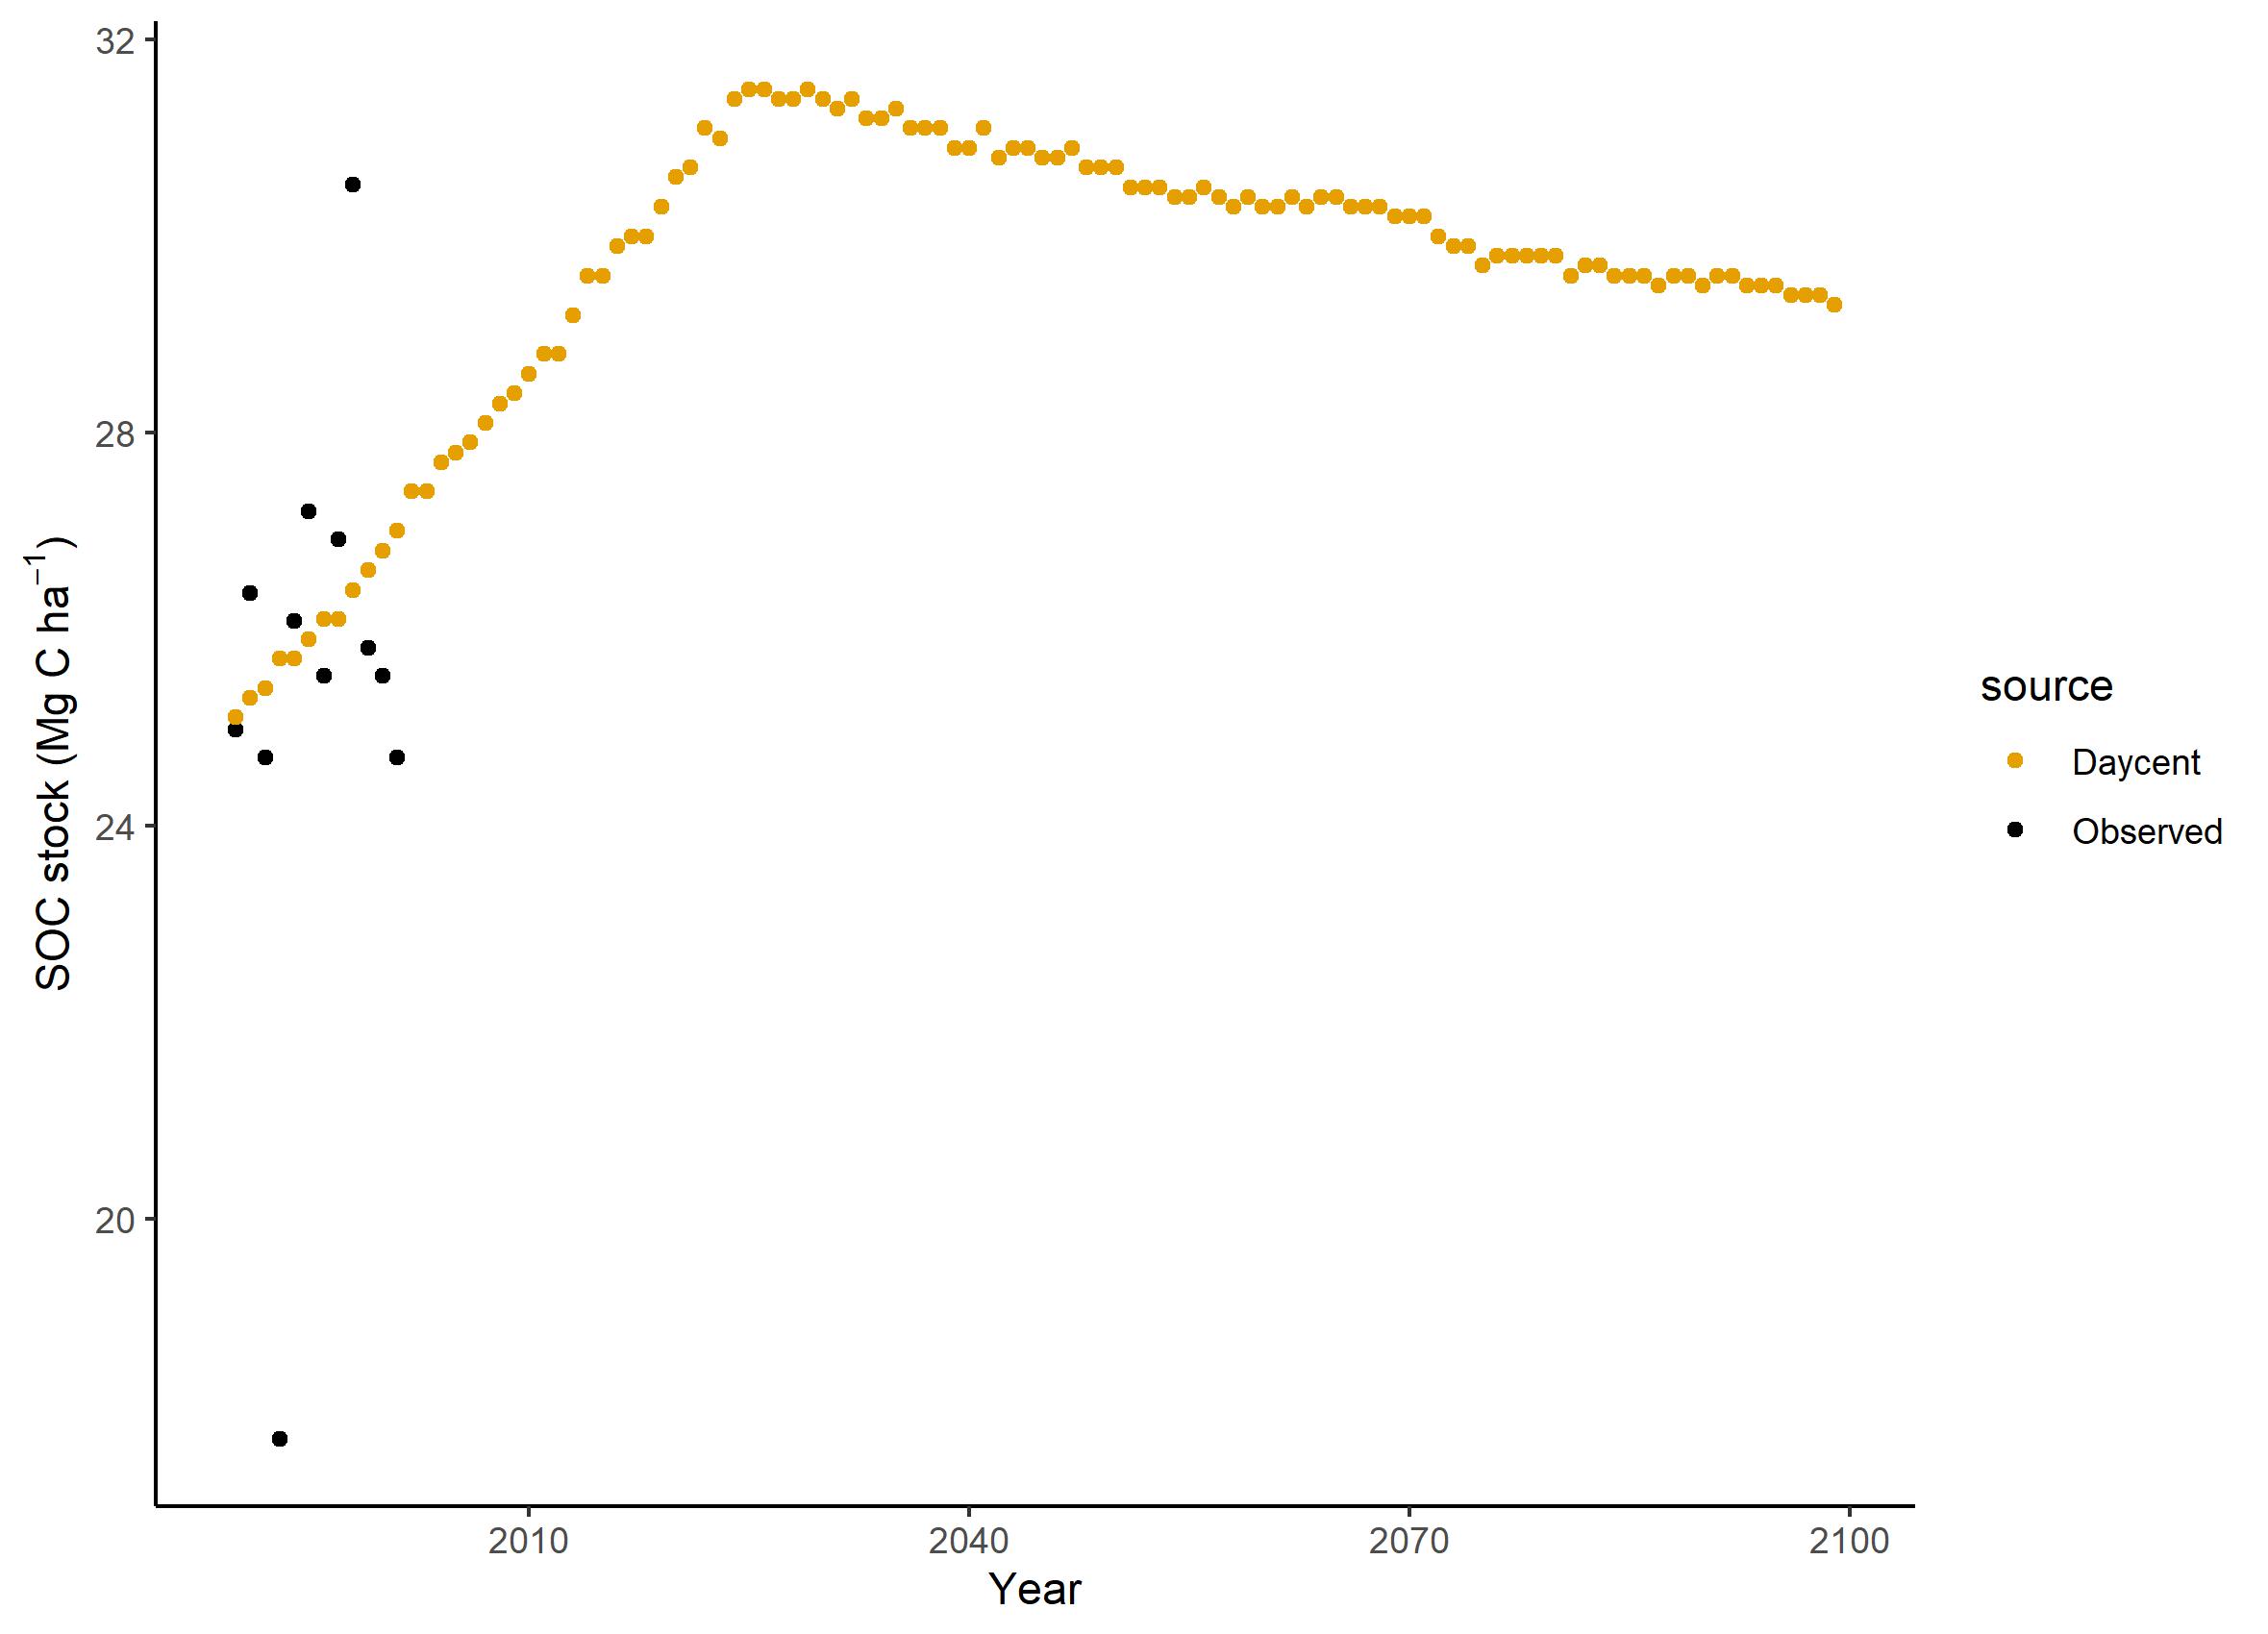 32
28
24
20
SOC stock (Mg C ha⁻¹)
2010 2040 2070 2100
Year
source
Daycent
Observed